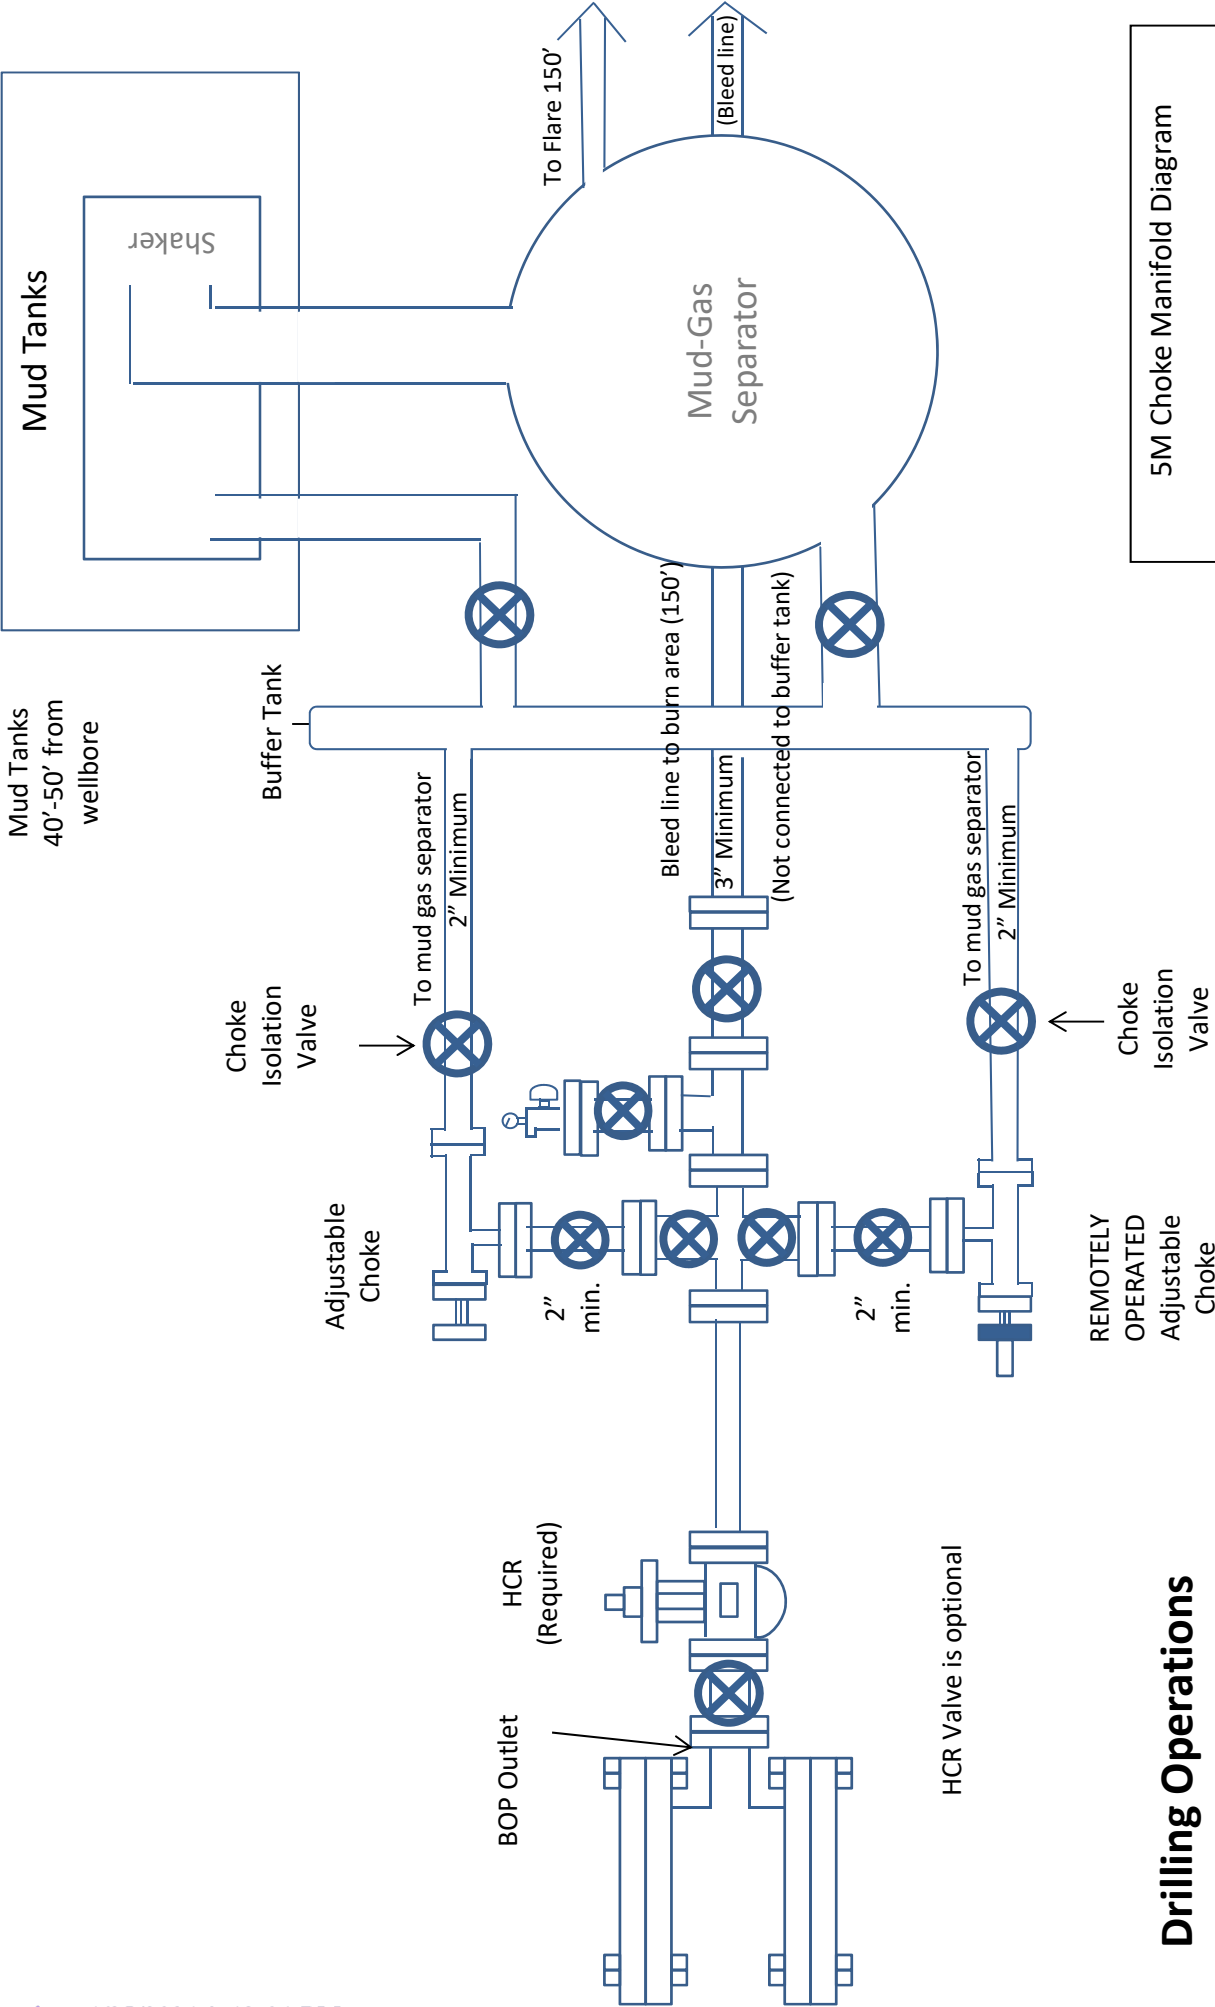 Mud Tanks
Shaker
To Flare 150’
(Bleed line)
Mud-Gas
Separator
5M Choke Manifold Diagram
Mud Tanks
40’-50’ from
wellbore
Buffer Tank
Bleed line to burn area (150’)
3” Minimum
(Not connected to buffer tank)
To mud gas separator
2” Minimum
To mud gas separator
2” Minimum
Choke
Isolation
Valve
Choke
Isolation
Valve
Adjustable
Choke
2”
min.
2”
min.
REMOTELY
OPERATED
Adjustable
Choke
HCR
(Required)
BOP Outlet
HCR Valve is optional
Drilling Operations